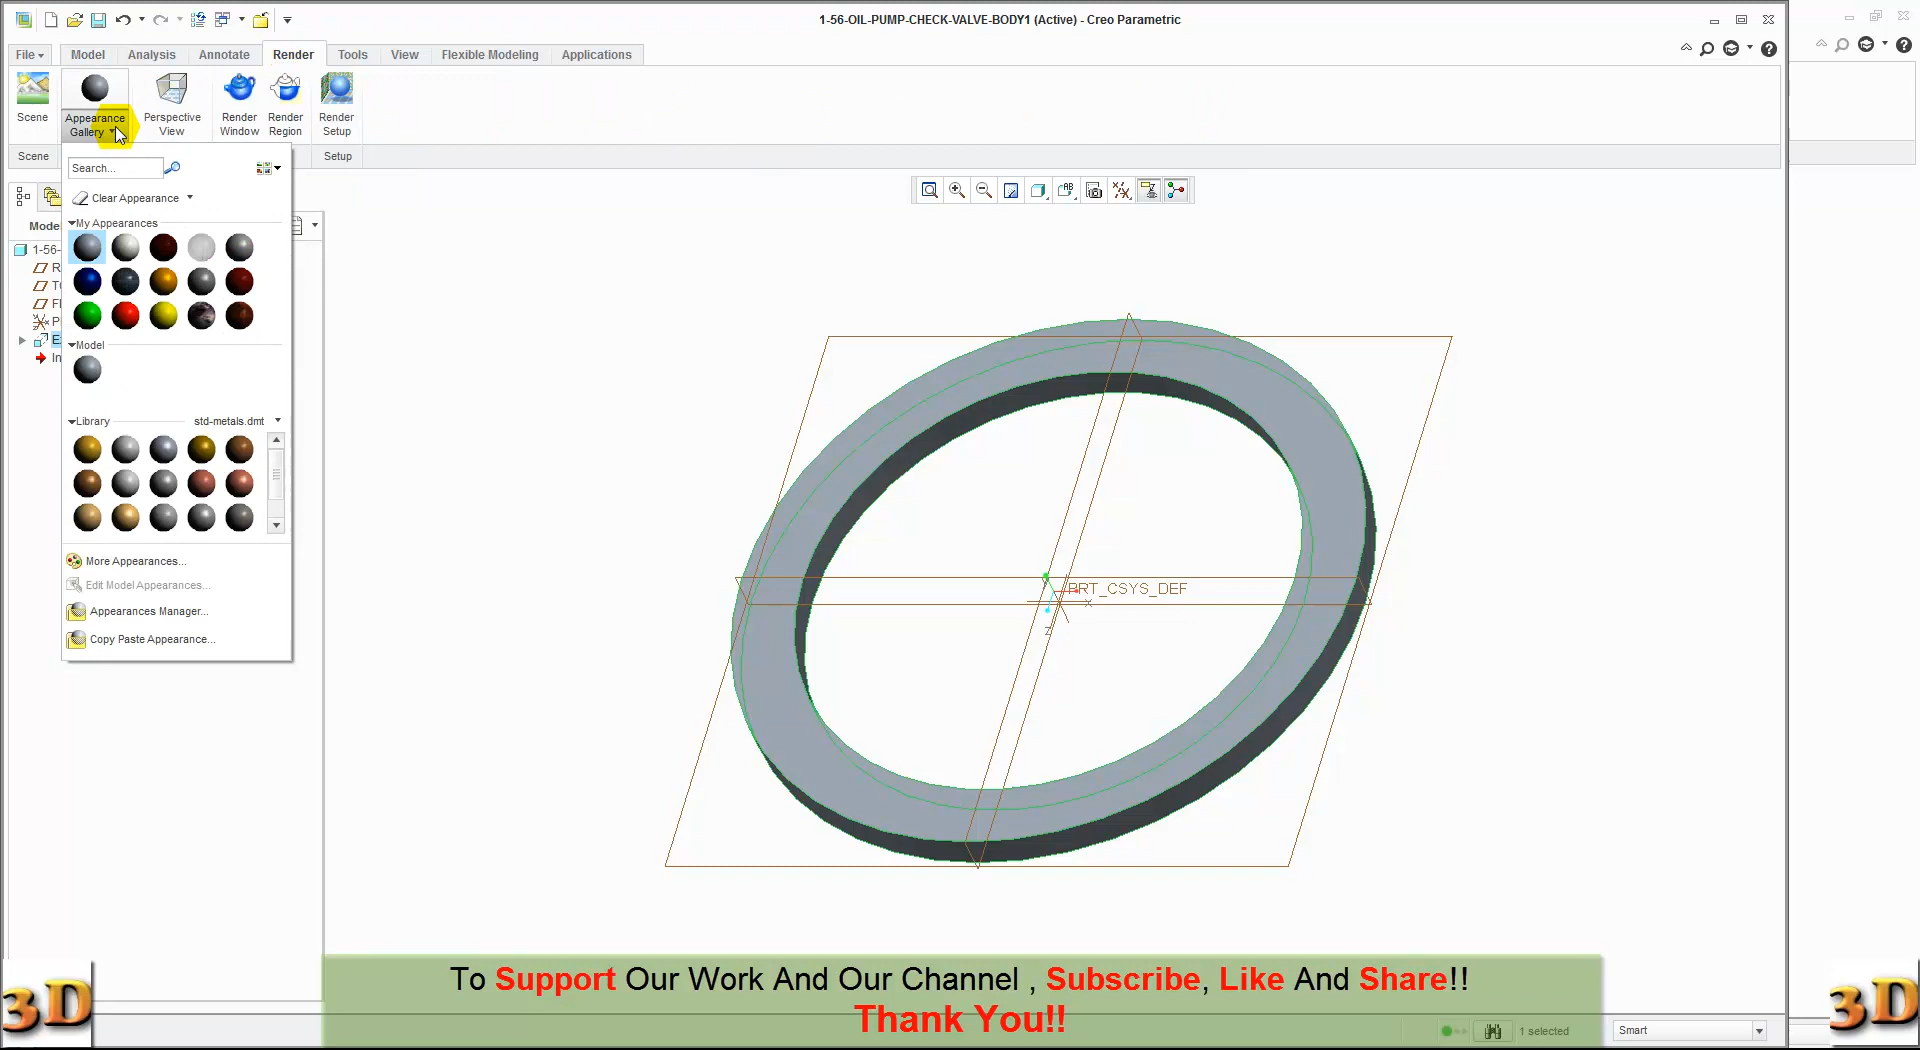 1-56-OIL-PUMP-CHECK-VALVE-BODY1 (Active) - Creo Parametric
File Model Analysis Annotate Render Tools View Flexible Modeling Applications
Scene
Appearance Gallery
Perspective View
Render Window
Render Region
Render Setup
Scene
Setup
Search...
Clear Appearance
My Appearances
Mode
1-56-
Model
Library std-metals.dmt
More Appearances...
Edit Model Appearances...
Appearances Manager...
Copy Paste Appearance...
PRT_CSYS_DEF
X
Z
To Support Our Work And Our Channel , Subscribe, Like And Share!!
Thank You!!
3D
3D
1 selected
Smart